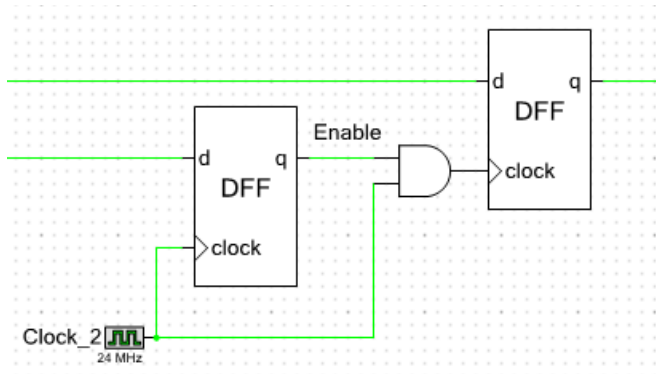 d q
DFF
clock
Enable
d q
DFF
clock
Clock_2
24 MHz